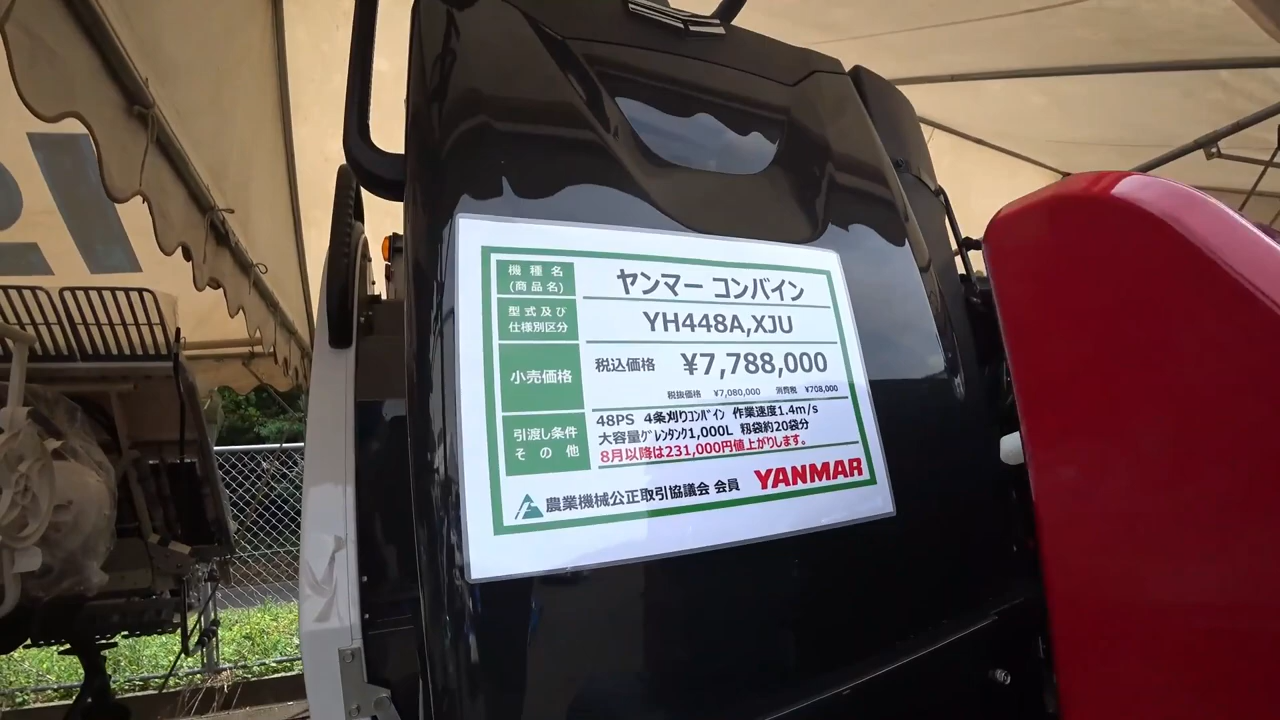 機種名
(商品名)
ヤンマー コンバイン
型式及び
仕様別区分
YH448A,XJU
小売価格
税込価格 ¥7,788,000
税抜価格 ¥7,080,000 消費税 ¥708,000
引渡し条件
その他
48PS 4条刈りｺﾝﾊﾞｲﾝ 作業速度1.4m/s
大容量ｸﾞﾚﾝﾀﾝｸ1,000L 籾袋約20袋分
8月以降は231,000円値上がりします。
農業機械公正取引協議会 会員
YANMAR